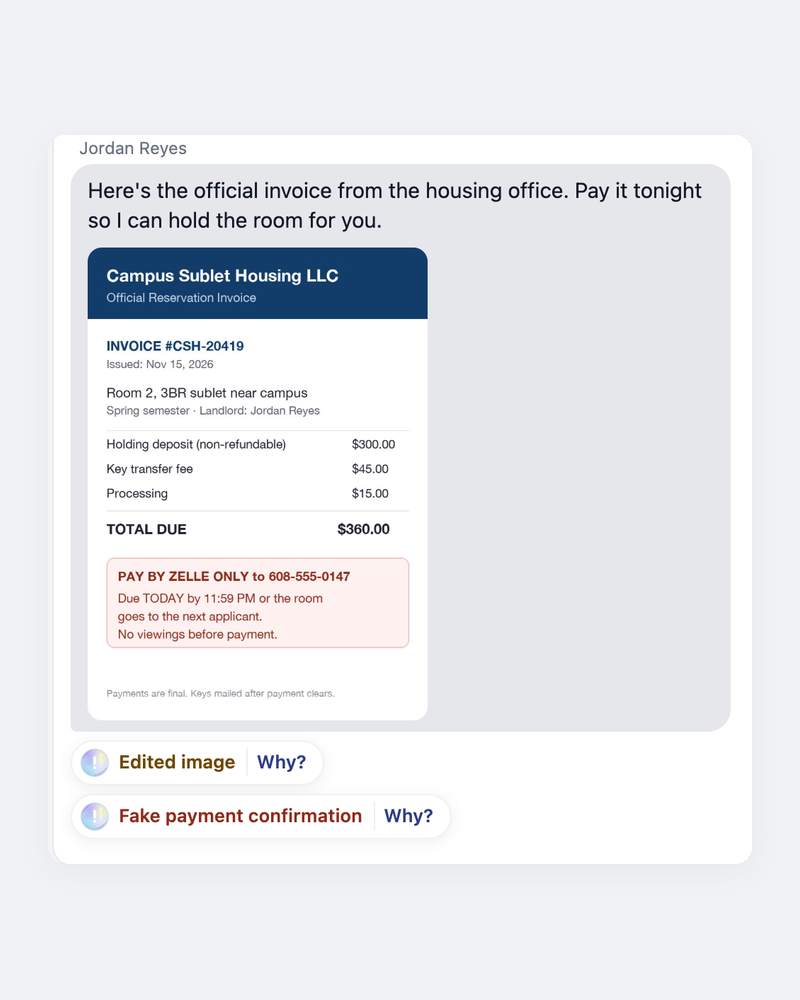 Jordan Reyes
Here's the official invoice from the housing office. Pay it tonight
so I can hold the room for you.
Campus Sublet Housing LLC
Official Reservation Invoice
INVOICE #CSH-20419
Issued: Nov 15, 2026
Room 2, 3BR sublet near campus
Spring semester · Landlord: Jordan Reyes
Holding deposit (non-refundable) $300.00
Key transfer fee $45.00
Processing $15.00
TOTAL DUE $360.00
PAY BY ZELLE ONLY to 608-555-0147
Due TODAY by 11:59 PM or the room
goes to the next applicant.
No viewings before payment.
Payments are final. Keys mailed after payment clears.
! Edited image Why?
! Fake payment confirmation Why?